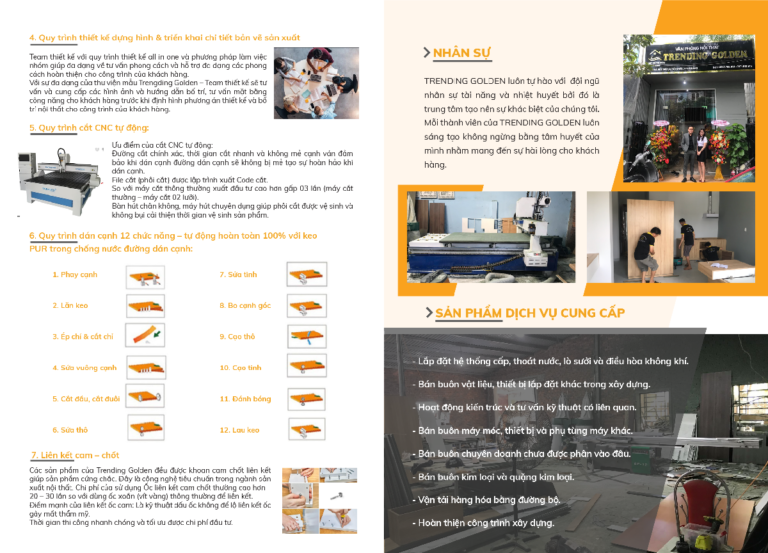 4. Quy trình thiết kế dựng hình & triển khai chi tiết bản vẽ sản xuất
Team thiết kế với quy trình thiết kế all in one và phương pháp làm việc
nhóm giúp đa dạng về tư vấn phong cách và hỗ trợ đc dạng các phong
cách hoàn thiện cho công trình của khách hàng.
Với sự đa dạng của thư viện mẫu Trengding Golden – Team thiết kế sẽ tư
vấn và cung cấp các hình ảnh và hướng dẫn bố trí, tư vấn mặt bằng
công năng cho khách hàng trước khi định hình phương án thiết kế và bố
trí nội thất cho công trình của khách hàng.
5. Quy trình cắt CNC tự động:
Ưu điểm của cắt CNC tự động:
Đường cắt chính xác, thời gian cắt nhanh và không mẻ cạnh ván đảm
bảo khi dán cạnh đường dán cạnh sẽ không bị mẻ tạo sự hoàn hảo khi
dán cạnh.
File cắt (phôi cắt) được lập trình xuất Code cắt.
So với máy cắt thông thường xuất đầu tư cao hơn gấp 03 lần (máy cắt
thường – máy cắt 02 lưỡi).
Bàn hút chân không, máy hút chuyên dụng giúp phôi cắt được vệ sinh và
không bụi cải thiện thời gian vệ sinh sản phẩm.
6. Quy trình dán cạnh 12 chức năng – tự động hoàn toàn 100% với keo
PUR trong chống nước đường dán cạnh:
1. Phay cạnh
2. Lăn keo
3. Ép chỉ & cắt chỉ
4. Sửa vuông cạnh
5. Cắt đầu, cắt đuôi
6. Sửa thô
7. Sửa tinh
8. Bo cạnh góc
9. Cạo thô
10. Cạo tinh
11. Đánh bóng
12. Lau keo
7. Liên kết cam – chốt
Các sản phẩm của Trending Golden đều được khoan cam chốt liên kết
giúp sản phẩm cứng chắc. Đây là công nghệ tiêu chuẩn trong ngành sản
xuất nội thất. Chi phí của sử dụng Ốc liên kết cam chốt thường cao hơn
20 – 30 lần so với dùng ốc xoắn (vít vàng) thông thường để liên kết.
Điểm mạnh của liên kết ốc cam: Là kỹ thuật dấu ốc không để lộ liên kết ốc
gây mất thẩm mỹ.
Thời gian thi công nhanh chóng và tối ưu được chi phí đầu tư.
NHÂN SỰ
TRENDING GOLDEN luôn tự hào với đội ngũ
nhân sự tài năng và nhiệt huyết bởi đó là
trung tâm tạo nên sự khác biệt của chúng tôi.
Mỗi thành viên của TRENDING GOLDEN luôn
sáng tạo không ngừng bằng tâm huyết của
mình nhằm mang đến sự hài lòng cho khách
hàng.
VĂN PHÒNG NỘI THẤT
TRENDING GOLDEN
SẢN PHẨM DỊCH VỤ CUNG CẤP
- Lắp đặt hệ thống cấp, thoát nước, lò sưởi và điều hòa không khí.
- Bán buôn vật liệu, thiết bị lắp đặt khác trong xây dựng.
- Hoạt động kiến trúc và tư vấn kỹ thuật có liên quan.
- Bán buôn máy móc, thiết bị và phụ tùng máy khác.
- Bán buôn chuyên doanh chưa được phân vào đâu.
- Bán buôn kim loại và quặng kim loại.
- Vận tải hàng hóa bằng đường bộ.
- Hoàn thiện công trình xây dựng.